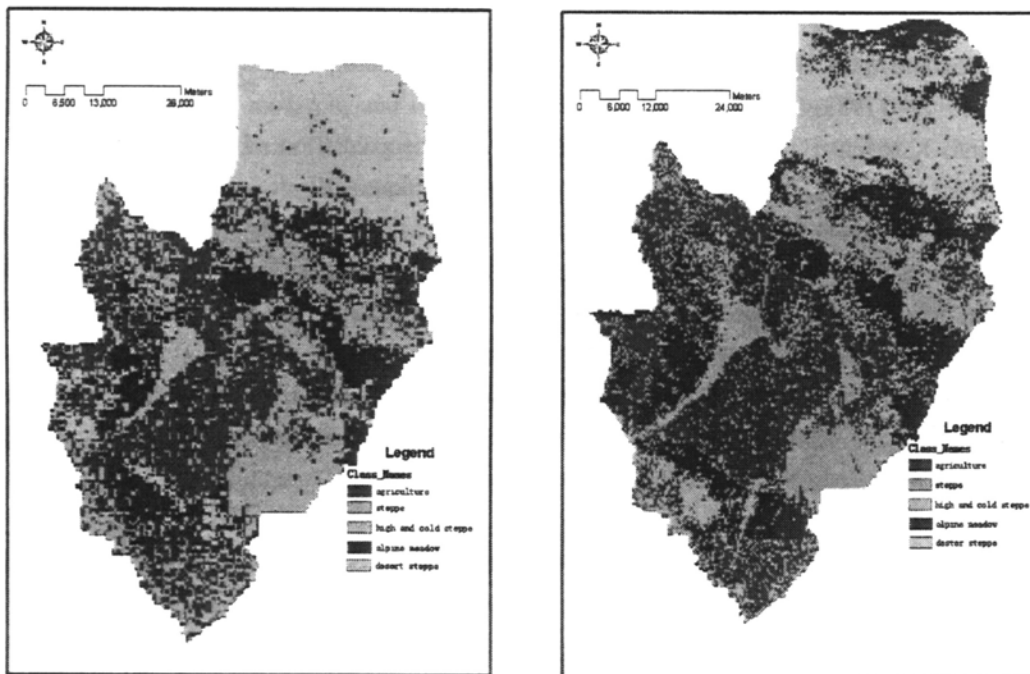 N
W E
S
Meters
0 6,500 13,000 26,000
Legend
Class_Names
agriculture
steppe
high and cold steppe
alpine meadow
desert steppe
N
W E
S
Meters
0 6,000 12,000 24,000
Legend
Class_Names
agriculture
steppe
high and cold steppe
alpine meadow
daster steppe